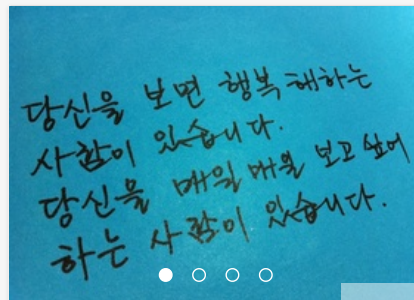 당신을 보면 행복해하는
사람이 있습니다.
당신을 매일매일 보고싶어
하는 사람이 있습니다.